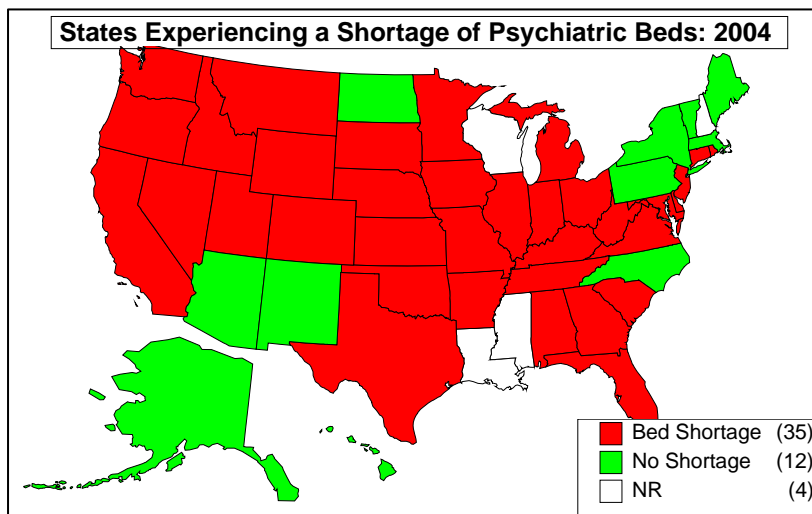 States Experiencing a Shortage of Psychiatric Beds: 2004
Bed Shortage (35)
No Shortage (12)
NR (4)